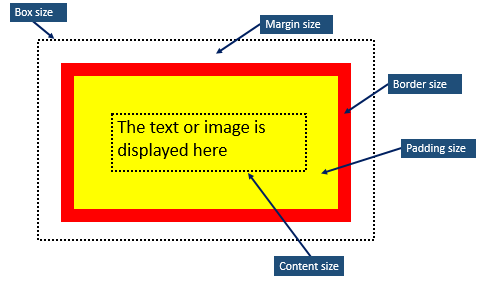 Box size
Margin size
Border size
The text or image is
displayed here
Padding size
Content size